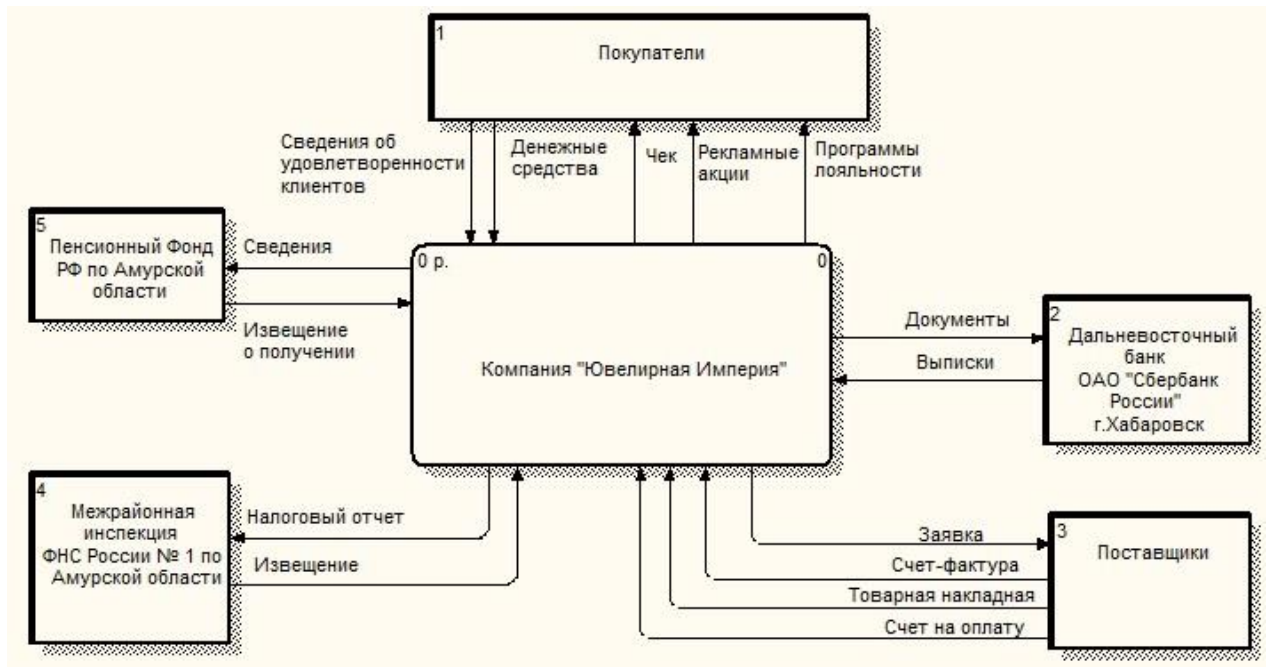 1
Покупатели
Сведения об
удовлетворенности
клиентов
Денежные
средства
Чек
Рекламные
акции
Программы
лояльности
5
Пенсионный Фонд
РФ по Амурской
области
Сведения
Извещение
о получении
0 р.
0
Компания "Ювелирная Империя"
Документы
Выписки
2
Дальневосточный
банк
ОАО "Сбербанк
России"
г.Хабаровск
4
Межрайонная
инспекция
ФНС России № 1 по
Амурской области
Налоговый отчет
Извещение
Заявка
Счет-фактура
Товарная накладная
Счет на оплату
3
Поставщики